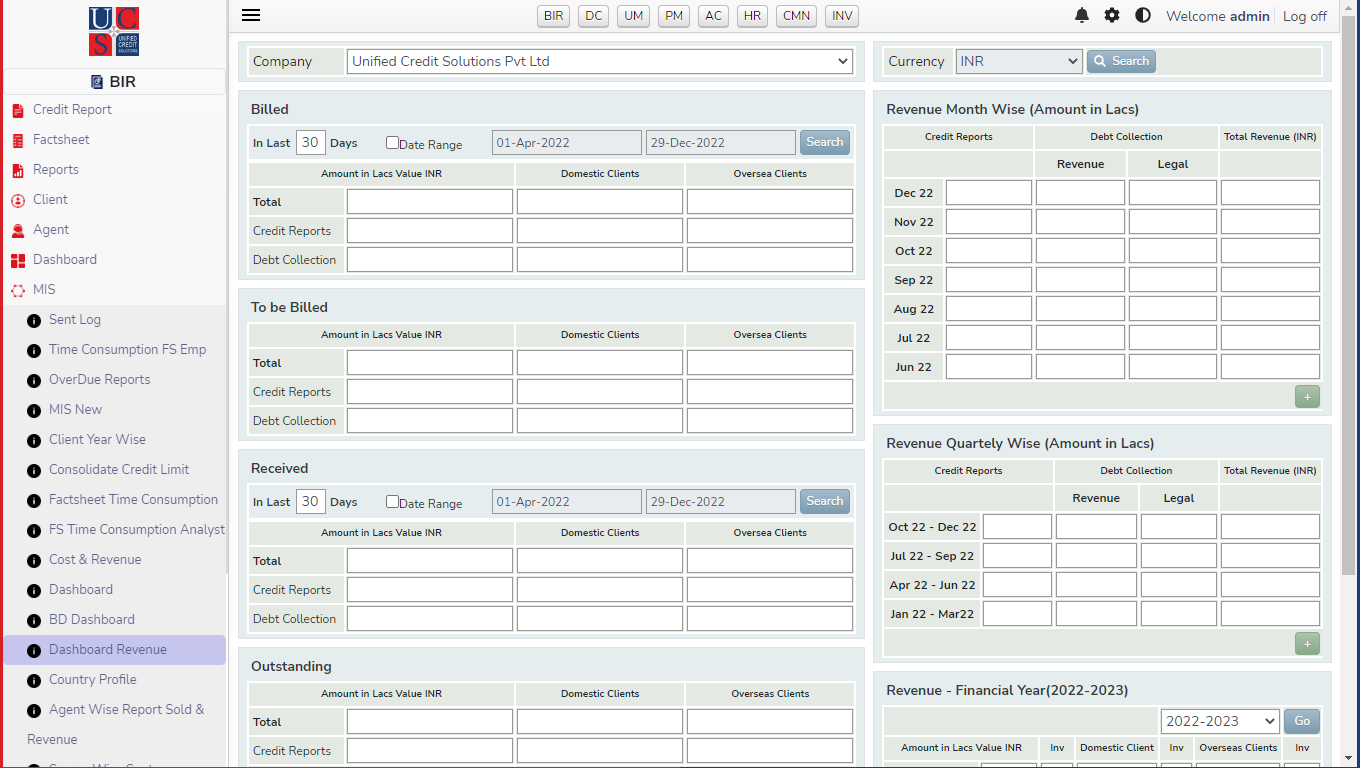 U C S UNIFIED CREDIT SOLUTIONS
BIR
Credit Report
Factsheet
Reports
Client
Agent
Dashboard
MIS
Sent Log
Time Consumption FS Emp
OverDue Reports
MIS New
Client Year Wise
Consolidate Credit Limit
Factsheet Time Consumption
FS Time Consumption Analyst
Cost & Revenue
Dashboard
BD Dashboard
Dashboard Revenue
Country Profile
Agent Wise Report Sold &
Revenue
BIR DC UM PM AC HR CMN INV
Welcome admin Log off
Company Unified Credit Solutions Pvt Ltd
Billed
In Last 30 Days Date Range 01-Apr-2022 29-Dec-2022 Search
Amount in Lacs Value INR Domestic Clients Oversea Clients
Total
Credit Reports
Debt Collection
To be Billed
Amount in Lacs Value INR Domestic Clients Oversea Clients
Total
Credit Reports
Debt Collection
Received
In Last 30 Days Date Range 01-Apr-2022 29-Dec-2022 Search
Amount in Lacs Value INR Domestic Clients Oversea Clients
Total
Credit Reports
Debt Collection
Outstanding
Amount in Lacs Value INR Domestic Clients Overseas Clients
Total
Credit Reports
Currency INR Search
Revenue Month Wise (Amount in Lacs)
Credit Reports Debt Collection Total Revenue (INR)
Revenue Legal
Dec 22
Nov 22
Oct 22
Sep 22
Aug 22
Jul 22
Jun 22
+
Revenue Quartely Wise (Amount in Lacs)
Credit Reports Debt Collection Total Revenue (INR)
Revenue Legal
Oct 22 - Dec 22
Jul 22 - Sep 22
Apr 22 - Jun 22
Jan 22 - Mar22
+
Revenue - Financial Year(2022-2023)
2022-2023 Go
Amount in Lacs Value INR Inv Domestic Client Inv Overseas Clients Inv